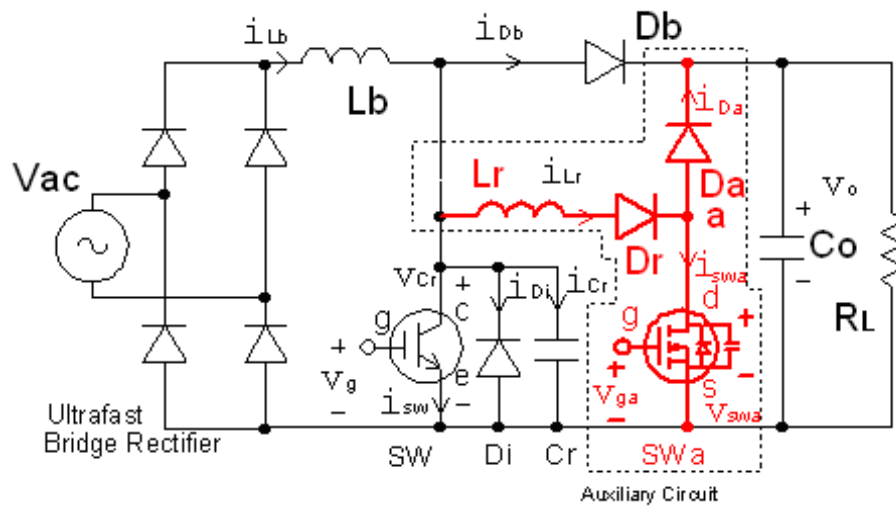 iLb
iDb
Db
Lb
iDa
Vac
Lr
iLr
Da
a
Vo
+
Co
−
Dr
iswa
RL
VCr
+
iDi
iCr
c
g
d
g
+
+
+
−
Vg
e
s
−
isw
−
Vga
−
Vswa
Ultrafast
Bridge Rectifier
SW
Di
Cr
SWa
Auxiliary Circuit